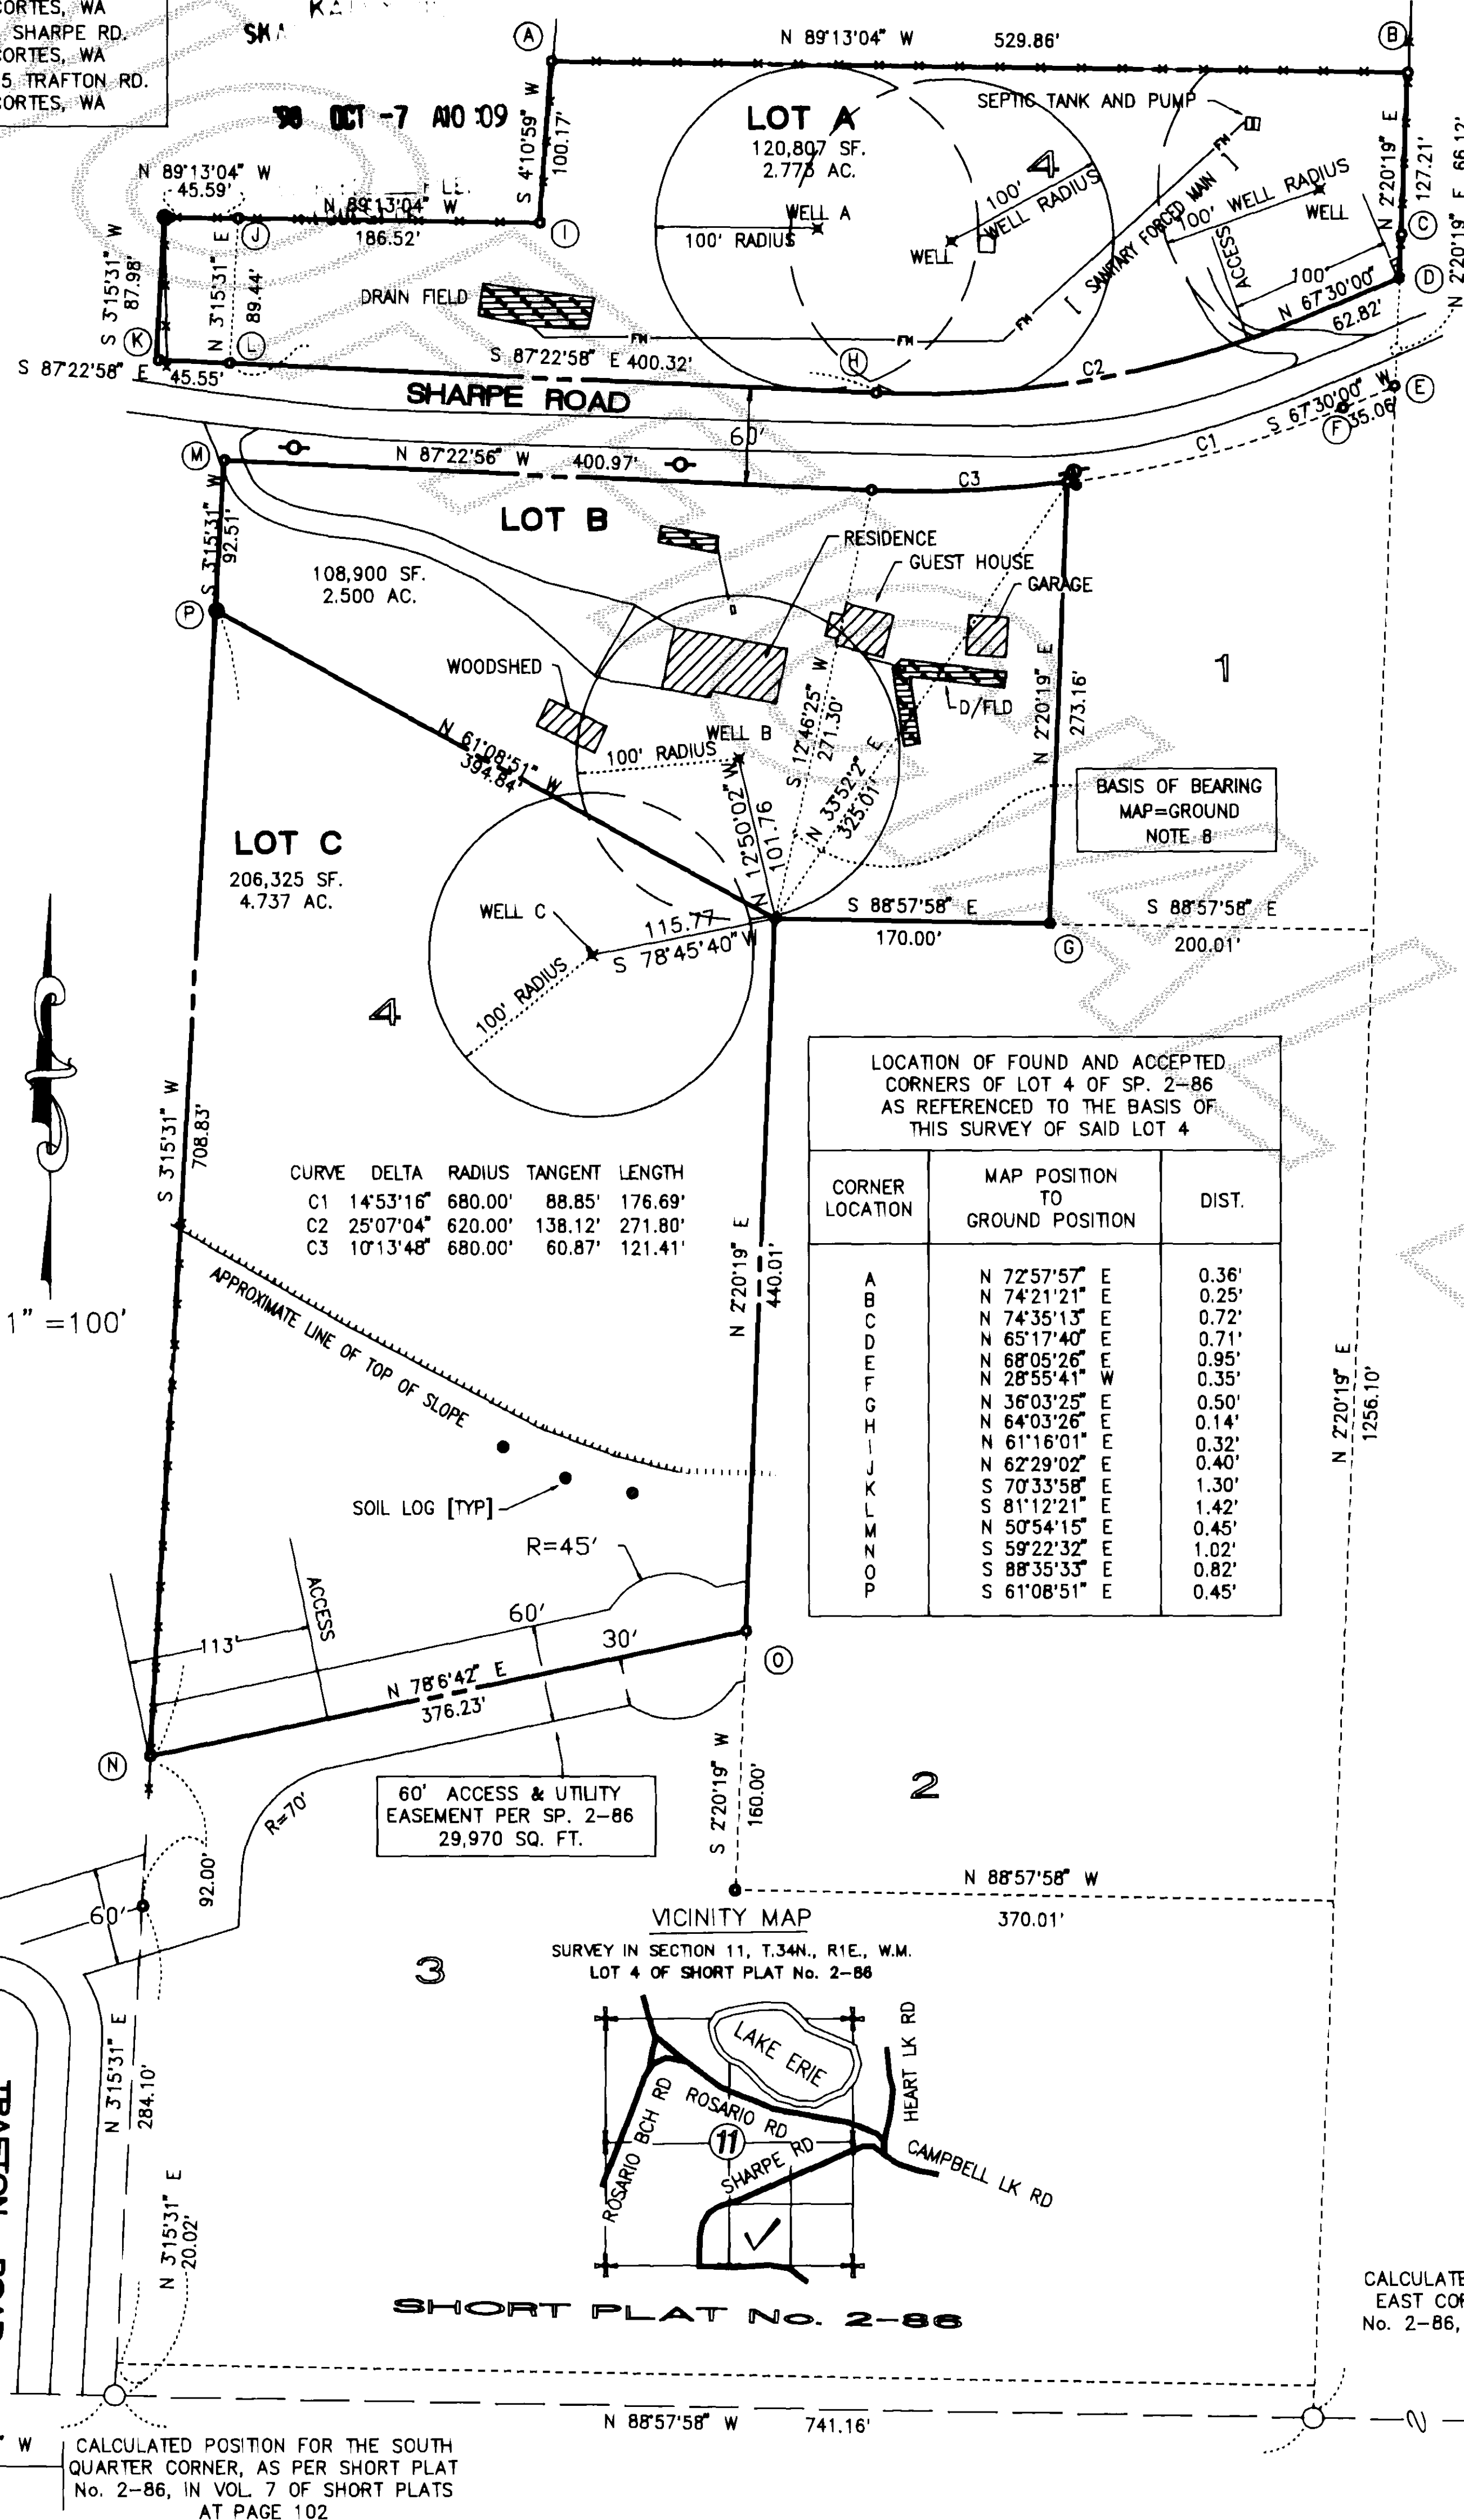 CORTES, WA
SHARPE RD.
CORTES, WA
5 TRAFTON RD.
CORTES, WA
98 OCT -7 A10:09
A
N 89°13'04" W 529.86'
B
S 4°10'59" W
100.17'
LOT A
120,807 SF.
2.773 AC.
4
SEPTIC TANK AND PUMP
N 2°20'19" E
127.21'
N 2°20'19" E 66.12'
N 89°13'04" W
45.59'
N 89°13'04" W
186.52'
J
I
S 3°15'31" W
87.98'
N 3°15'31" E
89.44'
WELL A
100' RADIUS
100'
WELL RADIUS
WELL
[ SANITARY FORCED MAIN ]
FM
FM
FM
FM
100' WELL RADIUS
WELL
ACCESS
100'
C
D
N 67°30'00" E
62.82'
DRAIN FIELD
K
L
S 87°22'58" E
45.55'
S 87°22'58" E 400.32'
H
C2
SHARPE ROAD
60'
E
S 67°30'00" W
35.06'
F
C1
M
N 87°22'56" W 400.97'
C3
LOT B
108,900 SF.
2.500 AC.
S 3°15'31" W
92.51'
P
RESIDENCE
GUEST HOUSE
GARAGE
WOODSHED
D/FLD
1
N 61°08'51" W
394.84'
WELL B
100' RADIUS
N 12°50'02" W
101.76
S 12°46'25" W
271.30'
N 33°52'2" E
325.01'
N 2°20'19" E
273.16'
BASIS OF BEARING
MAP=GROUND
NOTE 8
LOT C
206,325 SF.
4.737 AC.
WELL C
115.77
S 78°45'40" W
100' RADIUS
S 88°57'58" E
170.00'
G
S 88°57'58" E
200.01'
4
S 3°15'31" W
708.83'
LOCATION OF FOUND AND ACCEPTED
CORNERS OF LOT 4 OF SP. 2-86
AS REFERENCED TO THE BASIS OF
THIS SURVEY OF SAID LOT 4
CORNER LOCATION MAP POSITION TO GROUND POSITION DIST.
A N 72°57'57" E 0.36'
B N 74°21'21" E 0.25'
C N 74°35'13" E 0.72'
D N 65°17'40" E 0.71'
E N 68°05'26" E 0.95'
F N 28°55'41" W 0.35'
G N 36°03'25" E 0.50'
H N 64°03'26" E 0.14'
I N 61°16'01" E 0.32'
J N 62°29'02" E 0.40'
K S 70°33'58" E 1.30'
L S 81°12'21" E 1.42'
M N 50°54'15" E 0.45'
N S 59°22'32" E 1.02'
O S 88°35'33" E 0.82'
P S 61°08'51" E 0.45'
CURVE DELTA RADIUS TANGENT LENGTH
C1 14°53'16" 680.00' 88.85' 176.69'
C2 25°07'04" 620.00' 138.12' 271.80'
C3 10°13'48" 680.00' 60.87' 121.41'
N 2°20'19" E
440.01'
1" =100'
APPROXIMATE LINE OF TOP OF SLOPE
N 2°20'19" E
1256.10'
SOIL LOG [TYP]
R=45'
ACCESS
113'
60'
30'
N 78°6'42" E
376.23'
O
N
R=70'
60' ACCESS & UTILITY
EASEMENT PER SP. 2-86
29,970 SQ. FT.
S 2°20'19" W
160.00'
2
92.00'
60'
N 88°57'58" W
370.01'
3
VICINITY MAP
SURVEY IN SECTION 11, T.34N., R1E., W.M.
LOT 4 OF SHORT PLAT No. 2-86
LAKE ERIE
HEART LK RD
ROSARIO RD
ROSARIO BCH RD
11
SHARPE RD
CAMPBELL LK RD
N 3°15'31" E
284.10'
N 3°15'31" E
20.02'
TRAFTON ROAD
SHORT PLAT No. 2-86
CALCULATE
EAST COR
No. 2-86,
N 88°57'58" W 741.16'
W
CALCULATED POSITION FOR THE SOUTH
QUARTER CORNER, AS PER SHORT PLAT
No. 2-86, IN VOL. 7 OF SHORT PLATS
AT PAGE 102